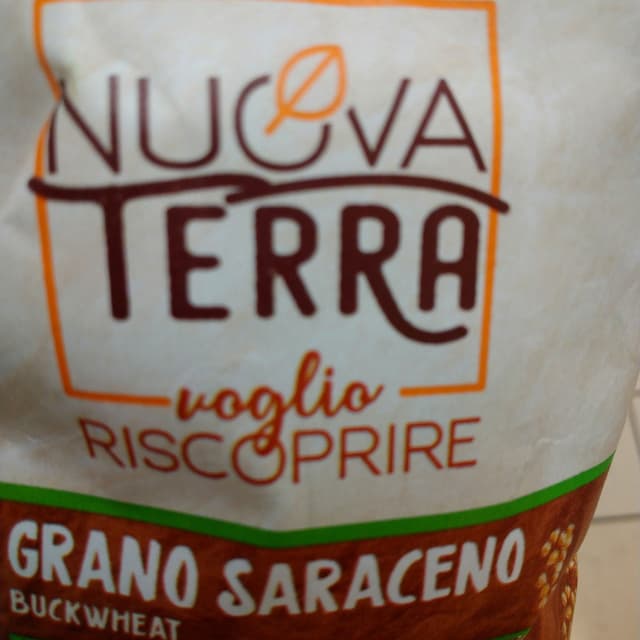 NUOVA
TERRA
voglio
RISCOPRIRE
GRANO SARACENO
BUCKWHEAT